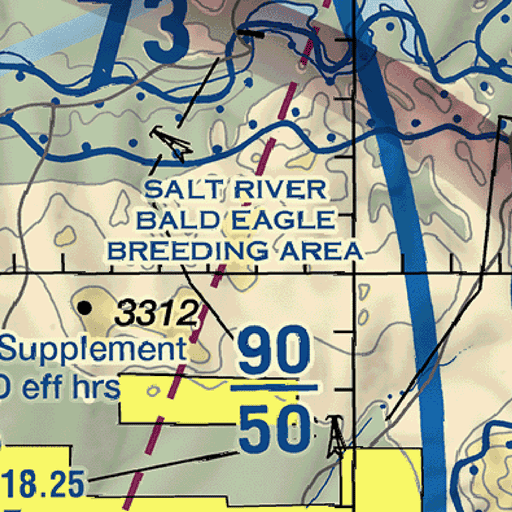 73
SALT RIVER
BALD EAGLE
BREEDING AREA
3312
Supplement
eff hrs
90
50
18.25